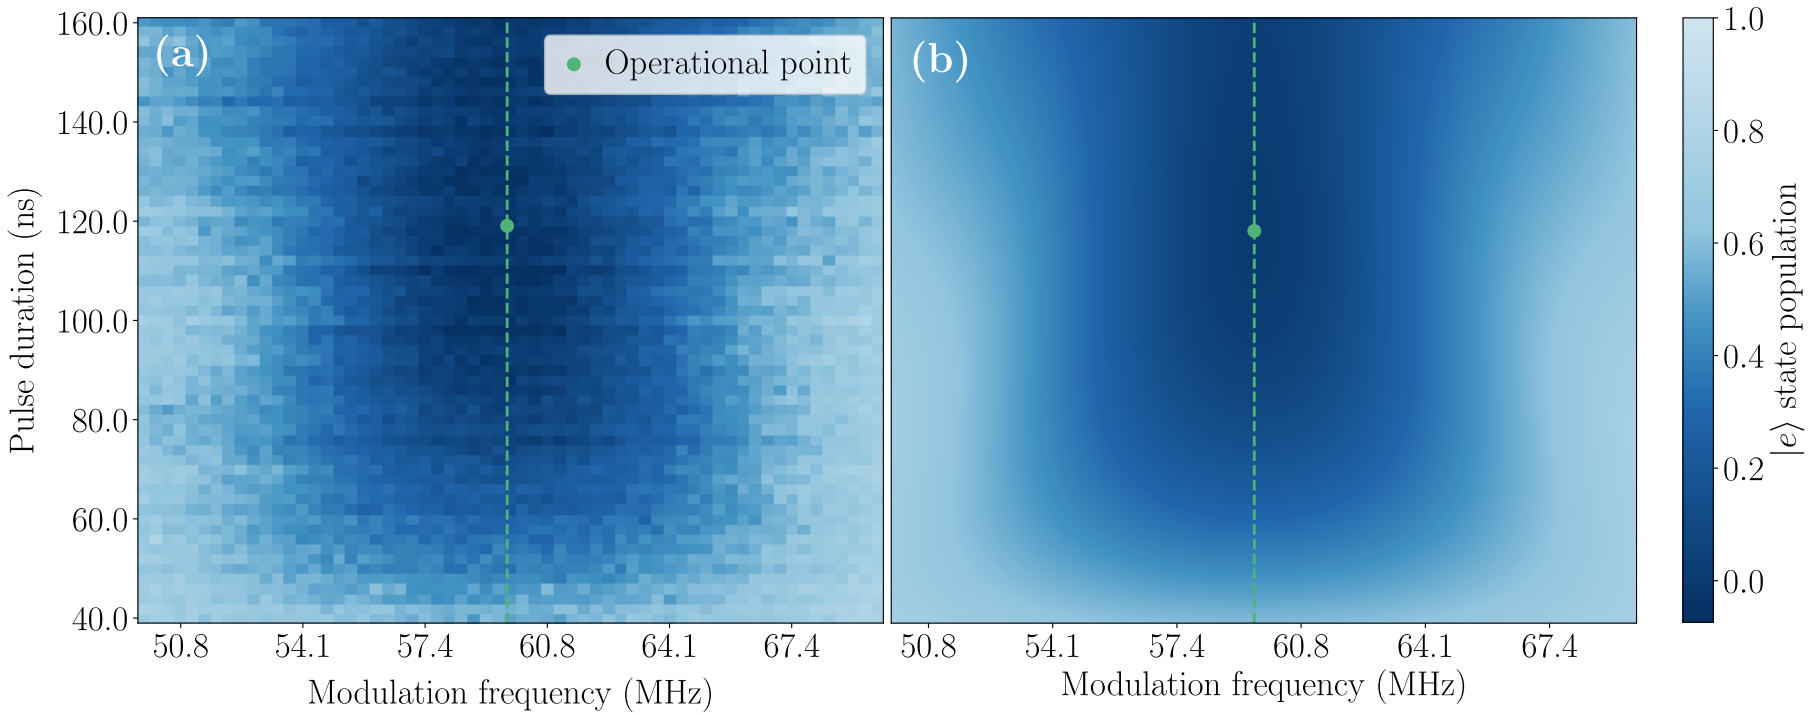 (a)
Operational point
160.0
140.0
120.0
100.0
80.0
60.0
40.0
Pulse duration (ns)
50.8 54.1 57.4 60.8 64.1 67.4
Modulation frequency (MHz)
(b)
50.8 54.1 57.4 60.8 64.1 67.4
Modulation frequency (MHz)
1.0
0.8
0.6
0.4
0.2
0.0
|e⟩ state population